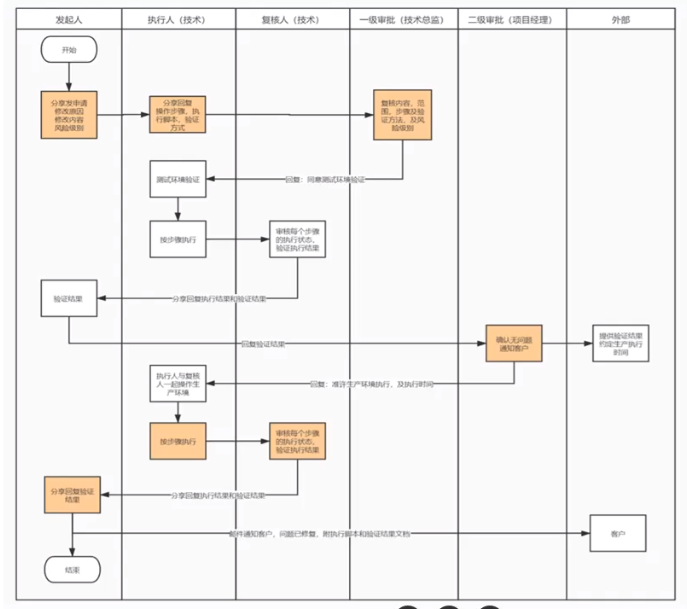 发起人
执行人（技术）
复核人（技术）
一级审批（技术总监）
二级审批（项目经理）
外部
开始
分享发申请
修改原因
修改内容
风险级别
分享回复
操作步骤、执
行脚本、验证
方式
复核内容、范
围、步骤及验
证方法、及风
险级别
测试环境验证
回复：同意测试环境验证
按步骤执行
审核每个步骤
的执行状态、
验证执行结果
验证结果
分享回复执行结果和验证结果
回复验证结果
确认无问题
通知客户
提供验证结果
约定生产执行
时间
执行人与复核
人一起操作生
产环境
回复：准许生产环境执行，及执行时间
按步骤执行
审核每个步骤
的执行状态、
验证执行结果
分享回复验证
结果
分享回复执行结果和验证结果
邮件通知客户，问题已修复，附执行脚本和验证结果文档
客户
结束